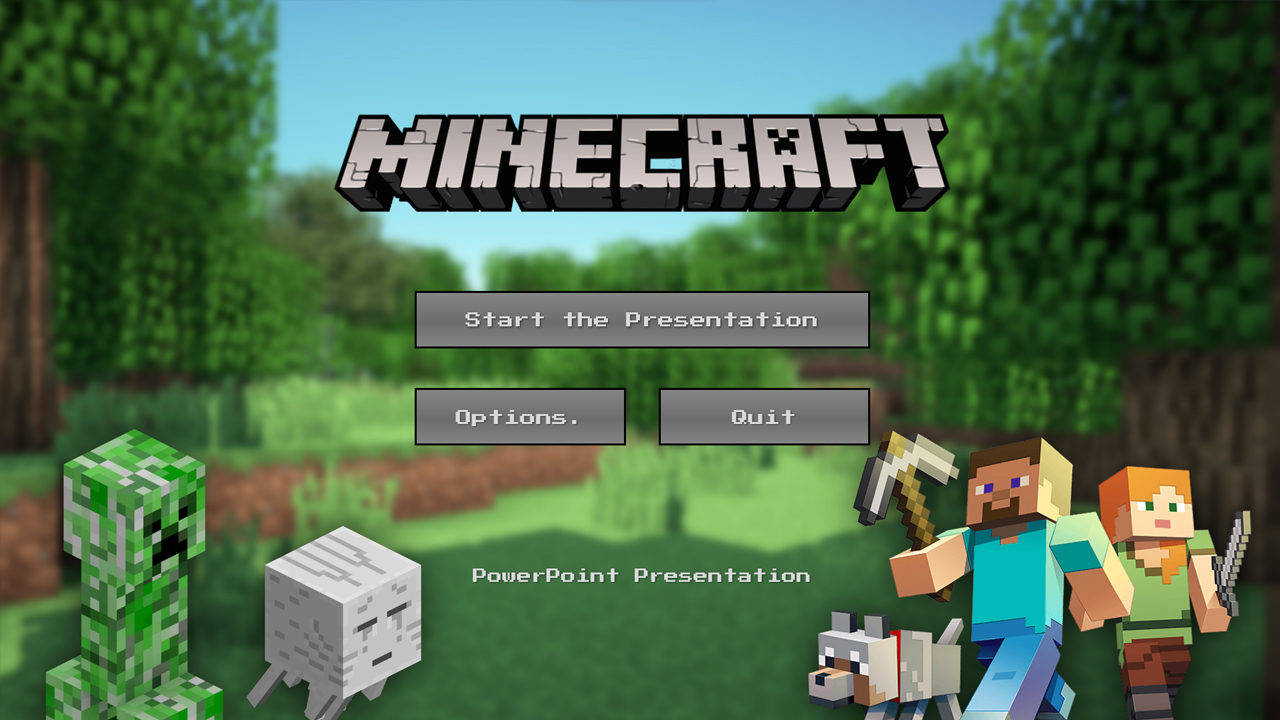 MINECRAFT
Start the Presentation
Options.
Quit
PowerPoint Presentation